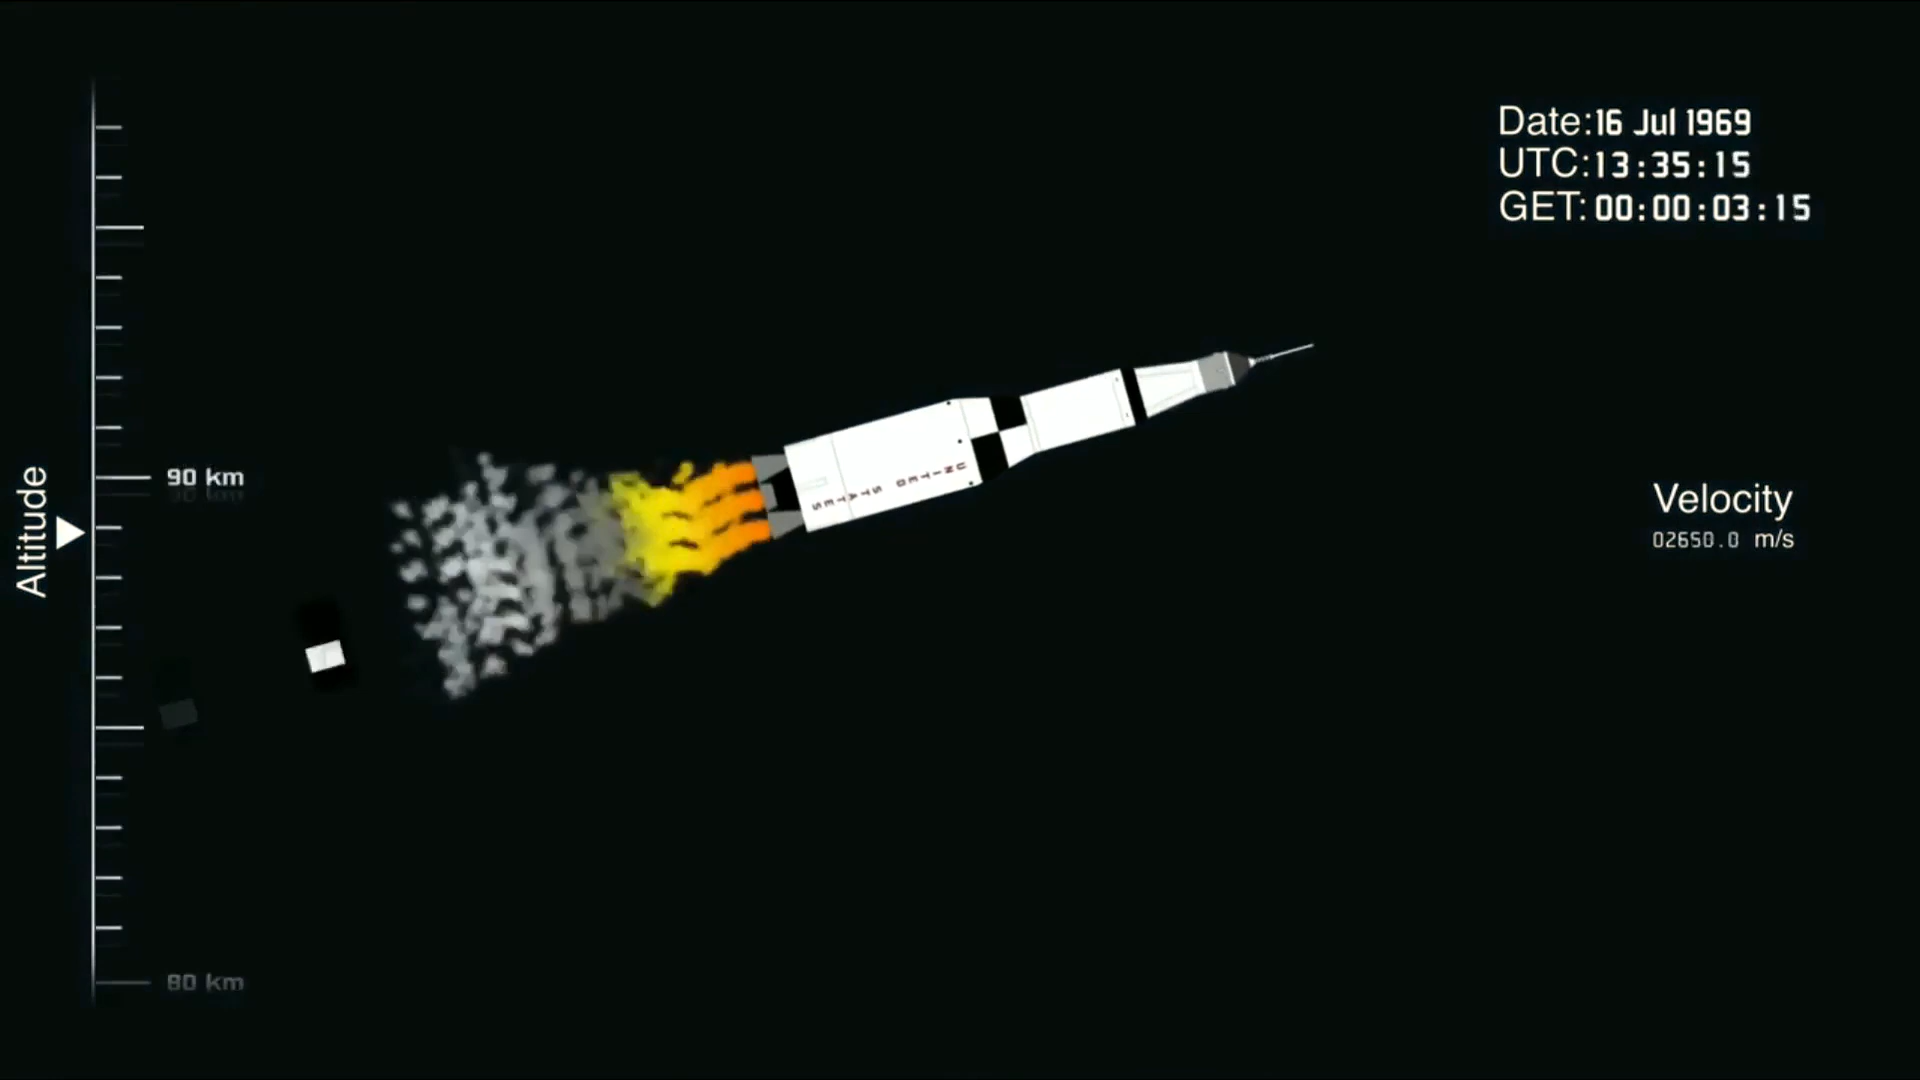 Date:16 Jul 1969
UTC:13:35:15
GET:00:00:03:15
90 km
Altitude
UNITED STATES
Velocity
02650.0 m/s
80 km